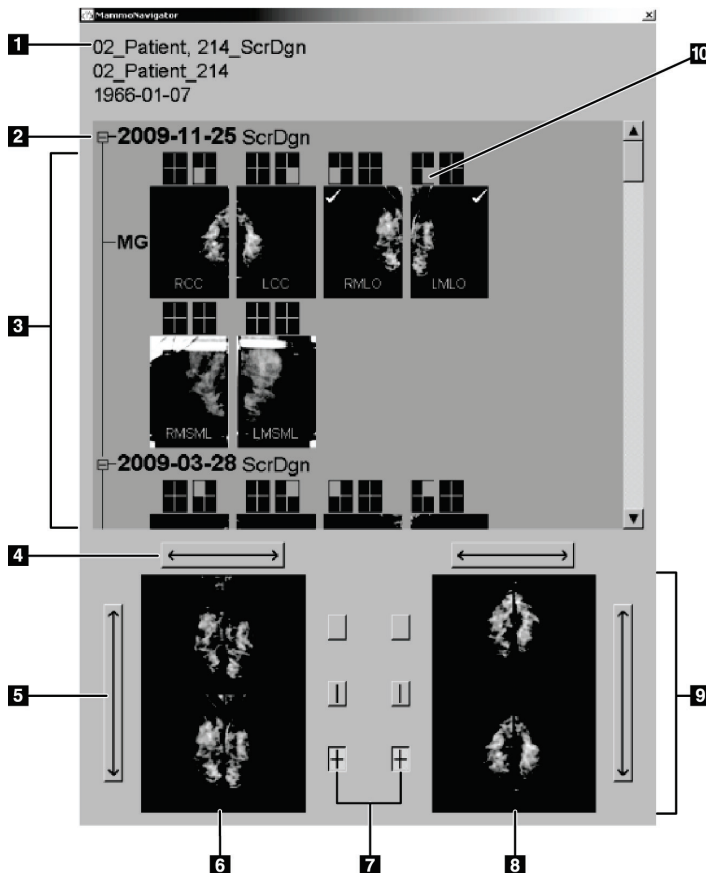 MammoNavigator
1
02_Patient, 214_ScrDgn
10
02_Patient_214
1966-01-07
2
2009-11-25 ScrDgn
MG
RCC LCC RMLO LMLO
3
RMSML LMSML
2009-03-28 ScrDgn
4
5
9
6 7 8